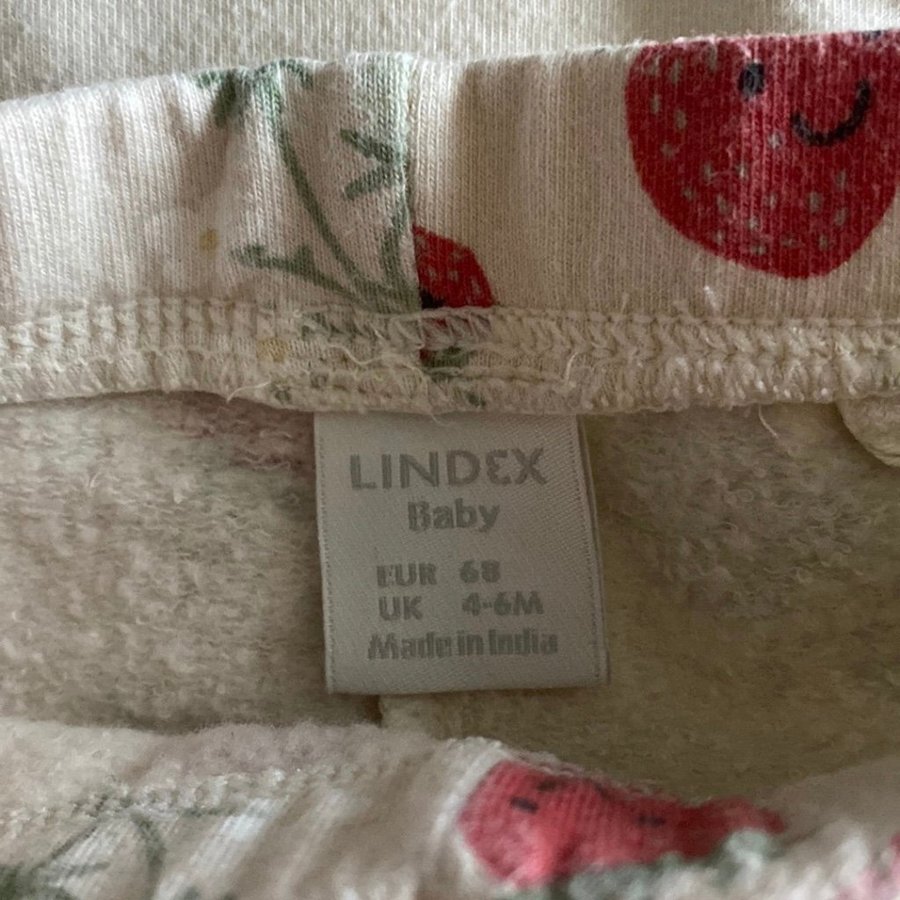 LINDEX
Baby
EUR 68
UK 4-6M
Made in India